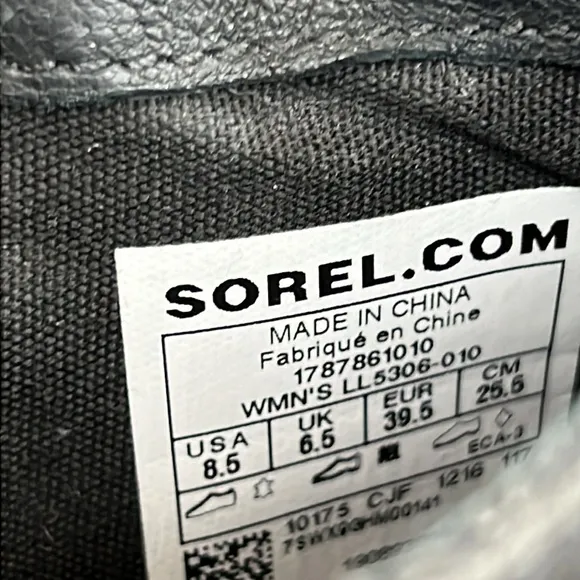 SOREL.COM
MADE IN CHINA
Fabriqué en Chine
1787861010
WMN'S LL5306-010
USA UK EUR CM
8.5 6.5 39.5 25.5
ECA-3
10175 CJF 1216 117